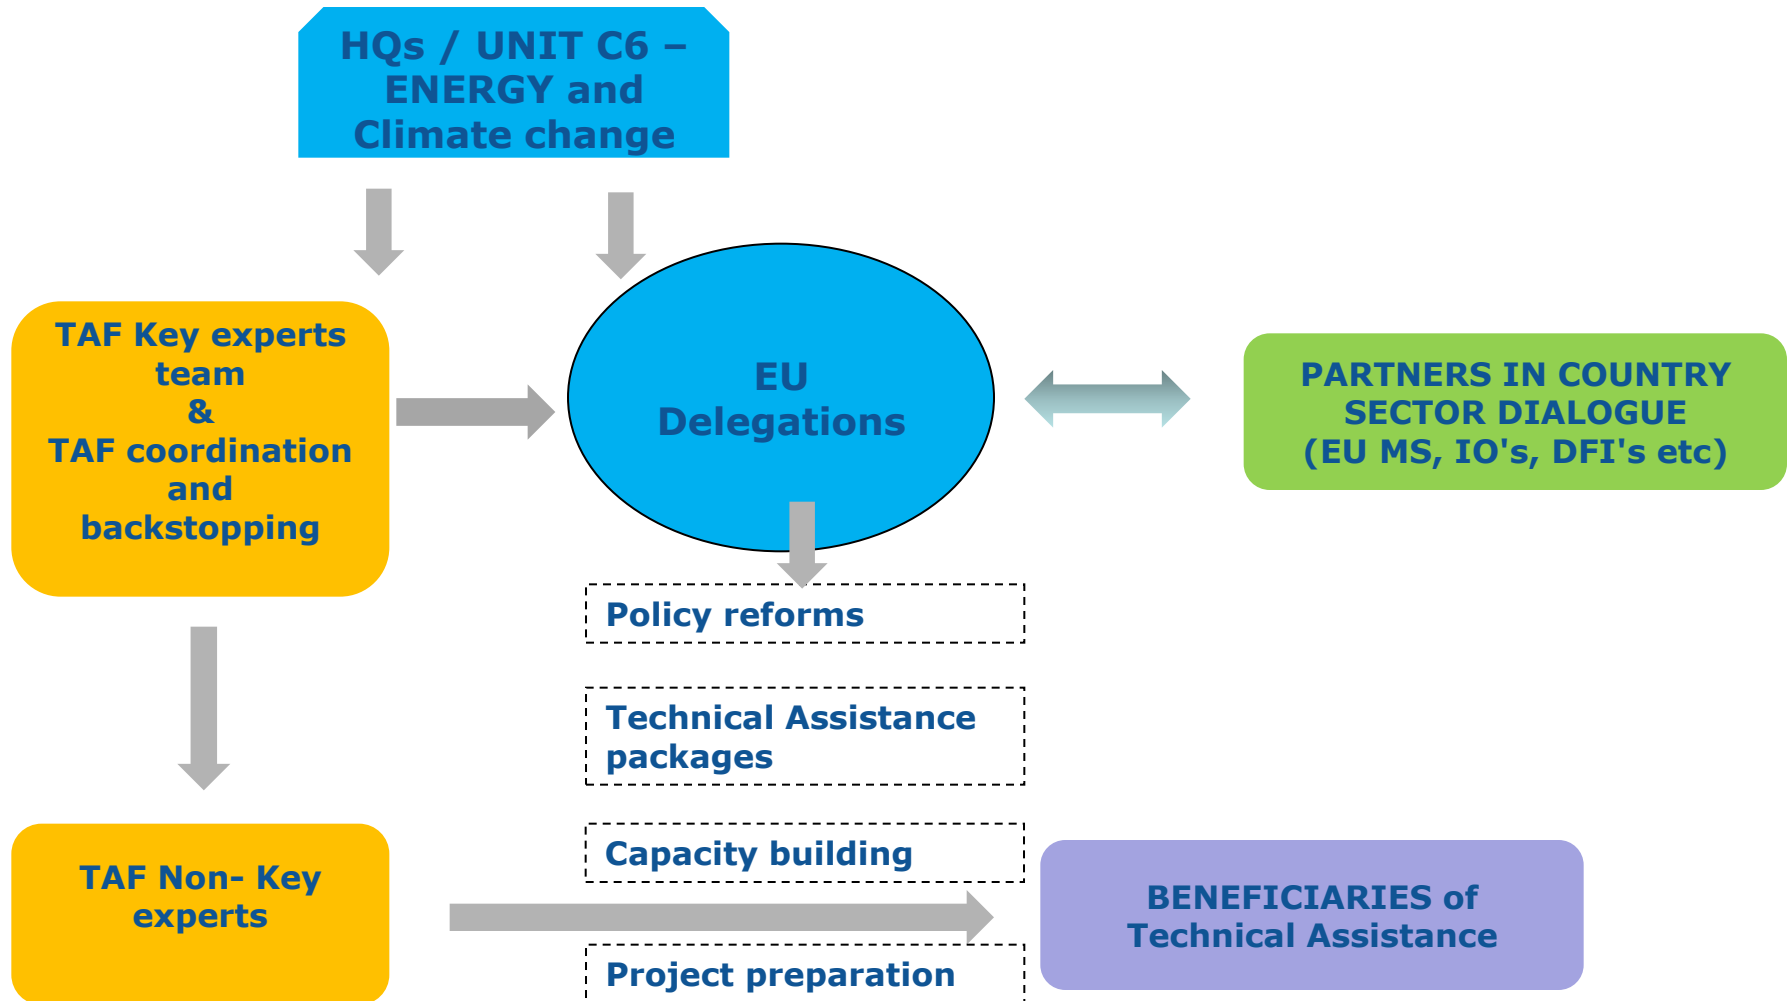 HQs / UNIT C6 –
ENERGY and
Climate change
TAF Key experts
team
&
TAF coordination
and
backstopping
EU
Delegations
PARTNERS IN COUNTRY
SECTOR DIALOGUE
(EU MS, IO's, DFI's etc)
Policy reforms
Technical Assistance
packages
Capacity building
TAF Non- Key
experts
BENEFICIARIES of
Technical Assistance
Project preparation